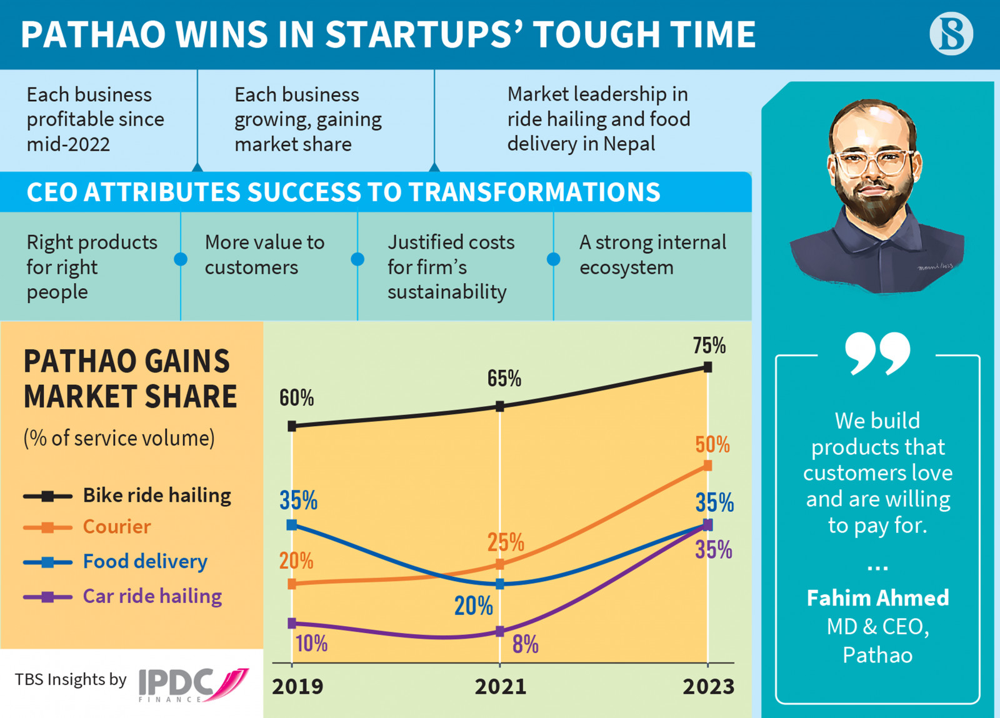 PATHAO WINS IN STARTUPS’ TOUGH TIME
BS
Each business
profitable since
mid-2022
Each business
growing, gaining
market share
Market leadership in
ride hailing and food
delivery in Nepal
CEO ATTRIBUTES SUCCESS TO TRANSFORMATIONS
Right products
for right
people
More value to
customers
Justified costs
for firm’s
sustainability
A strong internal
ecosystem
PATHAO GAINS
MARKET SHARE
(% of service volume)
Bike ride hailing
Courier
Food delivery
Car ride hailing
60%
65%
75%
35%
20%
25%
50%
20%
35%
35%
10%
8%
2019
2021
2023
TBS Insights by
IPDC
FINANCE
”
We build
products that
customers love
and are willing
to pay for.
...
Fahim Ahmed
MD & CEO,
Pathao